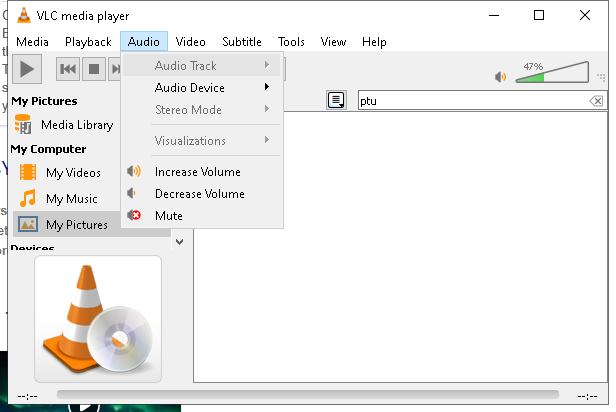 VLC media player
Media Playback Audio Video Subtitle Tools View Help
Audio Track
Audio Device
Stereo Mode
Visualizations
Increase Volume
Decrease Volume
Mute
47%
ptu
My Pictures
Media Library
My Computer
My Videos
My Music
My Pictures
Devices
--:--
--:--